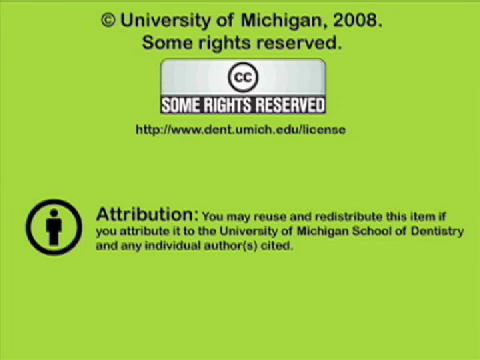 © University of Michigan, 2008.
Some rights reserved.
cc
SOME RIGHTS RESERVED
http://www.dent.umich.edu/license
Attribution: You may reuse and redistribute this item if
you attribute it to the University of Michigan School of Dentistry
and any individual author(s) cited.